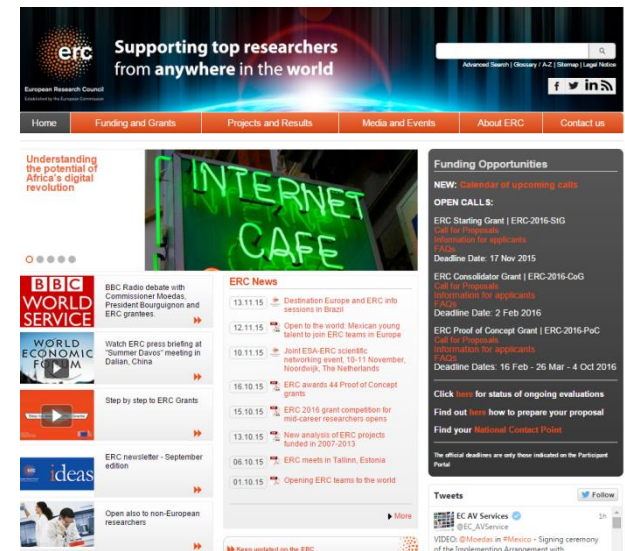 erc
European Research Council
Established by the European Commission
Supporting top researchers
from anywhere in the world
Advanced Search | Glossary / A-Z | Sitemap | Legal Notice
Home
Funding and Grants
Projects and Results
Media and Events
About ERC
Contact us
Understanding
the potential of
Africa's digital
revolution
INTERNET
CAFE
BBC
WORLD
SERVICE
BBC Radio debate with
Commissioner Moedas,
President Bourguignon and
ERC grantees.
WORLD
ECONOMIC
FORUM
Watch ERC press briefing at
"Summer Davos" meeting in
Dalian, China
Step by step to ERC Grants
ideas
ERC newsletter - September
edition
Open also to non-European
researchers
ERC News
13.11.15 Destination Europe and ERC info
sessions in Brazil
12.11.15 Open to the world: Mexican young
talent to join ERC teams in Europe
10.11.15 Joint ESA-ERC scientific
networking event, 10-11 November,
Noordwijk, The Netherlands
16.10.15 ERC awards 44 Proof of Concept
grants
15.10.15 ERC 2016 grant competition for
mid-career researchers opens
13.10.15 New analysis of ERC projects
funded in 2007-2013
06.10.15 ERC meets in Tallinn, Estonia
01.10.15 Opening ERC teams to the world
More
Keep updated on the ERC
Funding Opportunities
NEW: Calendar of upcoming calls
OPEN CALLS:
ERC Starting Grant | ERC-2016-StG
Call for Proposals
Information for applicants
FAQs
Deadline Date: 17 Nov 2015
ERC Consolidator Grant | ERC-2016-CoG
Call for Proposals
Information for applicants
FAQs
Deadline Date: 2 Feb 2016
ERC Proof of Concept Grant | ERC-2016-PoC
Call for Proposals
Information for applicants
FAQs
Deadline Dates: 16 Feb - 26 Mar - 4 Oct 2016
Click here for status of ongoing evaluations
Find out here how to prepare your proposal
Find your National Contact Point
The official deadlines are only those indicated on the Participant
Portal
Tweets
Follow
EC AV Services
1h
@EC_AVService
VIDEO: @Moedas in #Mexico - Signing ceremony
of the Implementing Arrangement with